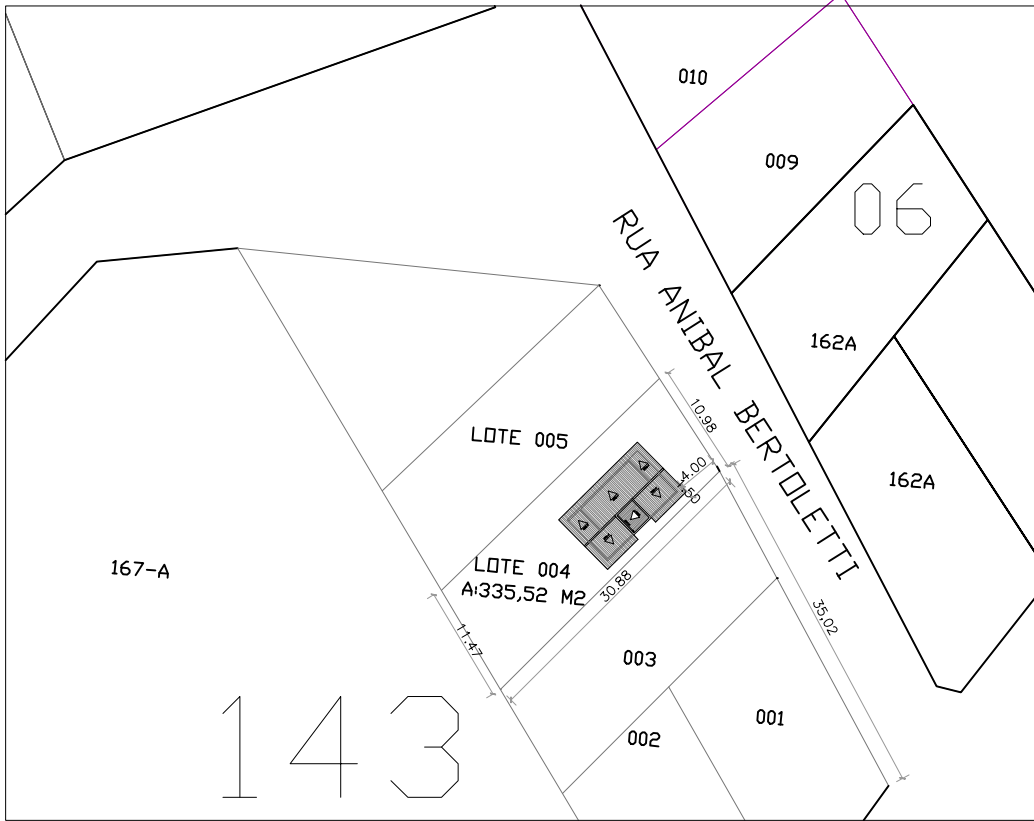 010
009
06
RUA ANIBAL BERTOLETTI
162A
10.98
LOTE 005
4.00
.50
162A
LOTE 004
A:335,52 M2
167-A
30.88
35,02
11.47
003
001
002
143